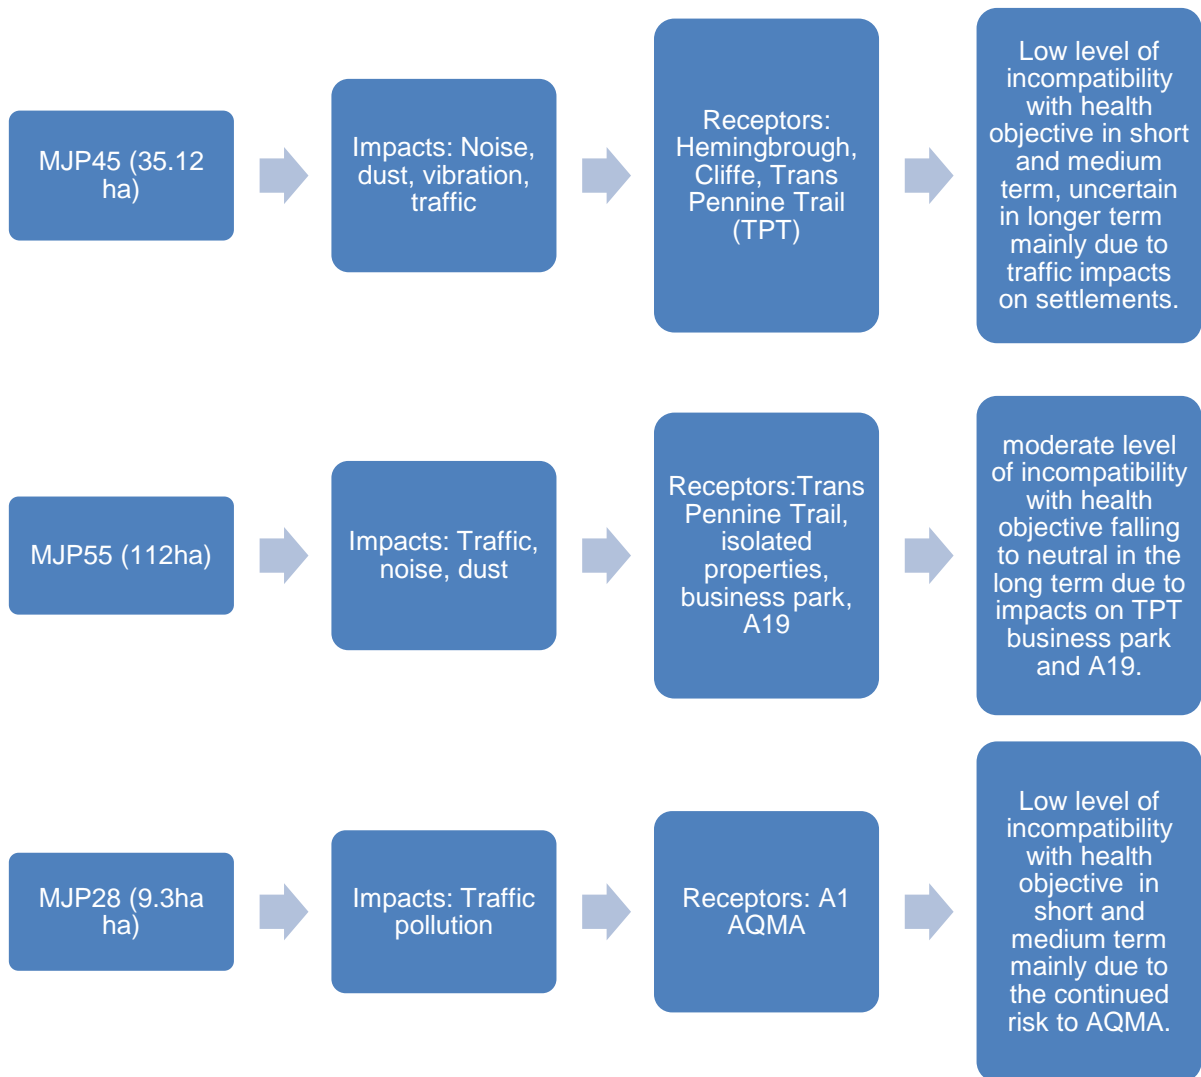 MJP45 (35.12
ha)
Impacts: Noise,
dust, vibration,
traffic
Receptors:
Hemingbrough,
Cliffe, Trans
Pennine Trail
(TPT)
Low level of
incompatibility
with health
objective in short
and medium
term, uncertain
in longer term
mainly due to
traffic impacts
on settlements.
MJP55 (112ha)
Impacts: Traffic,
noise, dust
Receptors:Trans
Pennine Trail,
isolated
properties,
business park,
A19
moderate level
of incompatibility
with health
objective falling
to neutral in the
long term due to
impacts on TPT
business park
and A19.
MJP28 (9.3ha
ha)
Impacts: Traffic
pollution
Receptors: A1
AQMA
Low level of
incompatibility
with health
objective in
short and
medium term
mainly due to
the continued
risk to AQMA.